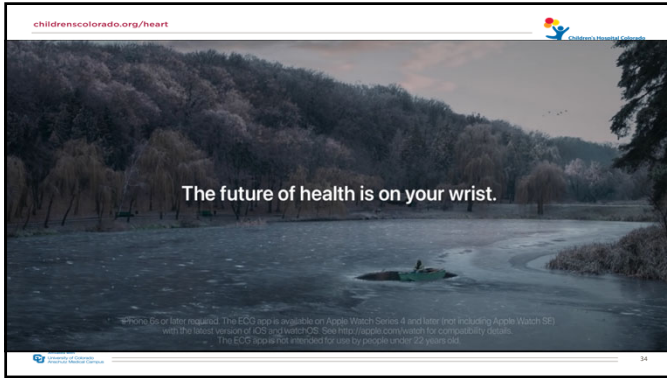 childrenscolorado.org/heart
Children's Hospital Colorado
The future of health is on your wrist.
iPhone 6s or later required. The ECG app is available on Apple Watch Series 4 and later (not including Apple Watch SE)
with the latest version of iOS and watchOS. See http://apple.com/watch for compatibility details.
The ECG app is not intended for use by people under 22 years old.
University of Colorado
Anschutz Medical Campus
34